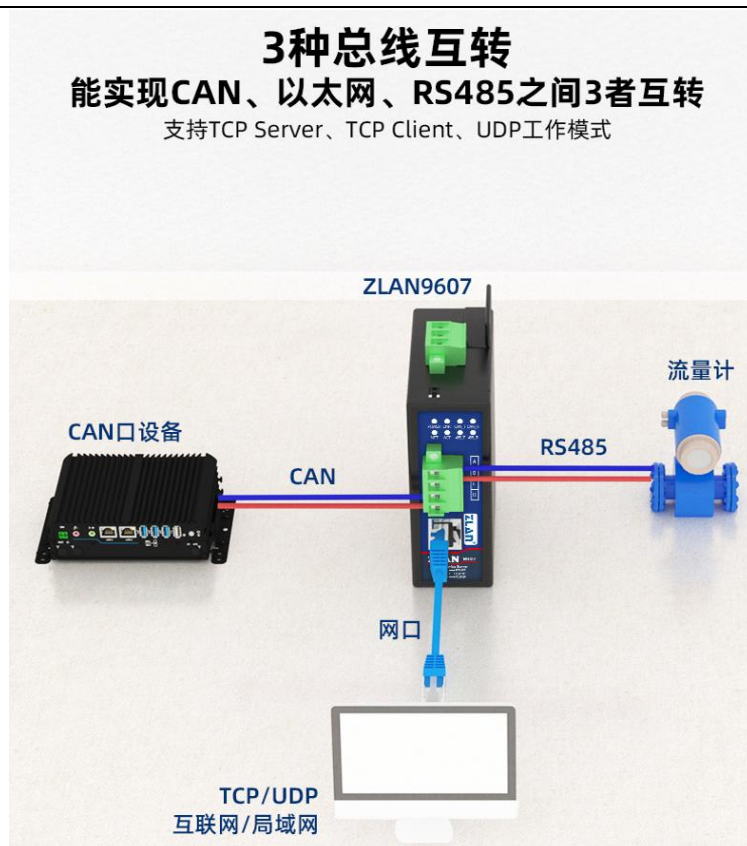 3种总线互转
能实现CAN、以太网、RS485之间3者互转
支持TCP Server、TCP Client、UDP工作模式
ZLAN9607
流量计
CAN口设备
RS485
CAN
ZLAN
网口
TCP/UDP
互联网/局域网